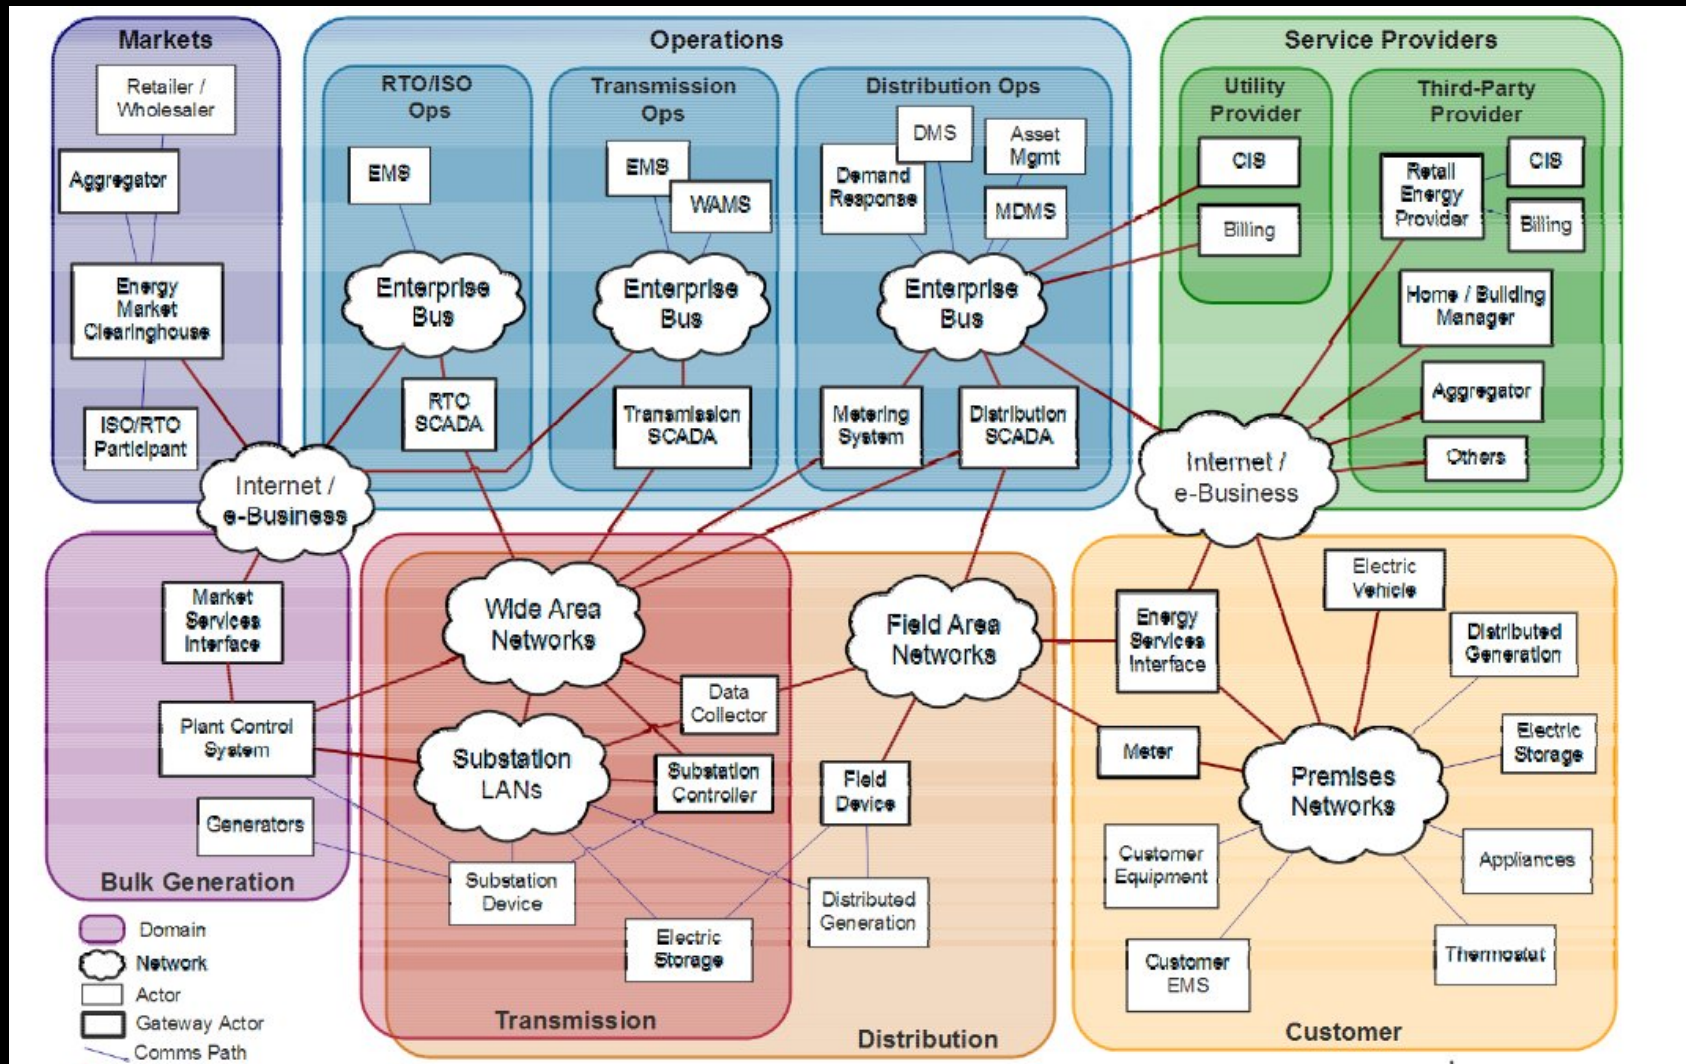 Markets
Retailer /
Wholesaler
Aggregator
Energy
Market
Clearinghouse
ISO/RTO
Participant
Operations
RTO/ISO
Ops
EMS
Enterprise
Bus
RTO
SCADA
Transmission
Ops
EMS
WAMS
Enterprise
Bus
Transmission
SCADA
Distribution Ops
DMS
Asset
Mgmt
Demand
Response
MDMS
Enterprise
Bus
Metering
System
Distribution
SCADA
Service Providers
Utility
Provider
CIS
Billing
Third-Party
Provider
Retail
Energy
Provider
CIS
Billing
Home / Building
Manager
Aggregator
Others
Internet /
e-Business
Internet /
e-Business
Market
Services
Interface
Plant Control
System
Generators
Bulk Generation
Wide Area
Networks
Data
Collector
Substation
LANs
Substation
Controller
Substation
Device
Electric
Storage
Transmission
Field Area
Networks
Field
Device
Distributed
Generation
Distribution
Energy
Services
Interface
Electric
Vehicle
Distributed
Generation
Meter
Premises
Networks
Electric
Storage
Customer
Equipment
Appliances
Customer
EMS
Thermostat
Customer
Domain
Network
Actor
Gateway Actor
Comms Path